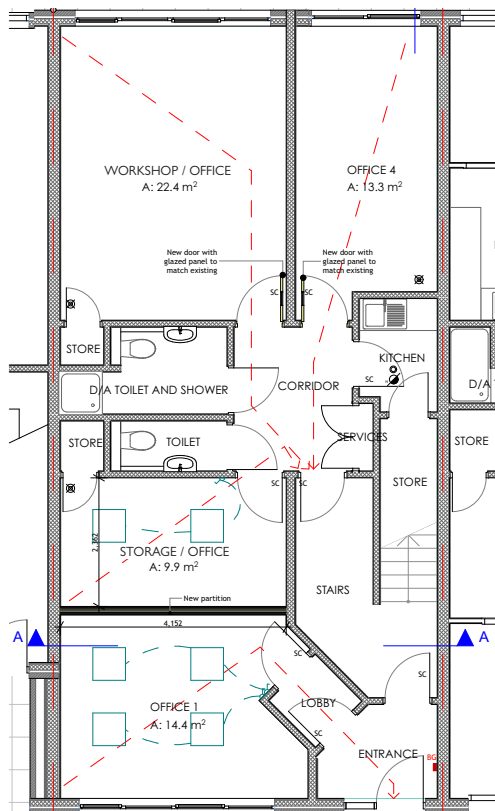 WORKSHOP / OFFICE
A: 22.4 m²
OFFICE 4
A: 13.3 m²
New door with
glazed panel to
match existing
New door with
glazed panel to
match existing
SC
SC
STORE
KITCHEN
D/A TOILET AND SHOWER
CORRIDOR
SC
D/A
STORE
TOILET
SERVICES
STORE
STORE
SC
SC
2,362
STORAGE / OFFICE
A: 9.9 m²
New partition
STAIRS
4,152
A
A
SC
SC
OFFICE 1
A: 14.4 m²
LOBBY
SC
ENTRANCE
BG